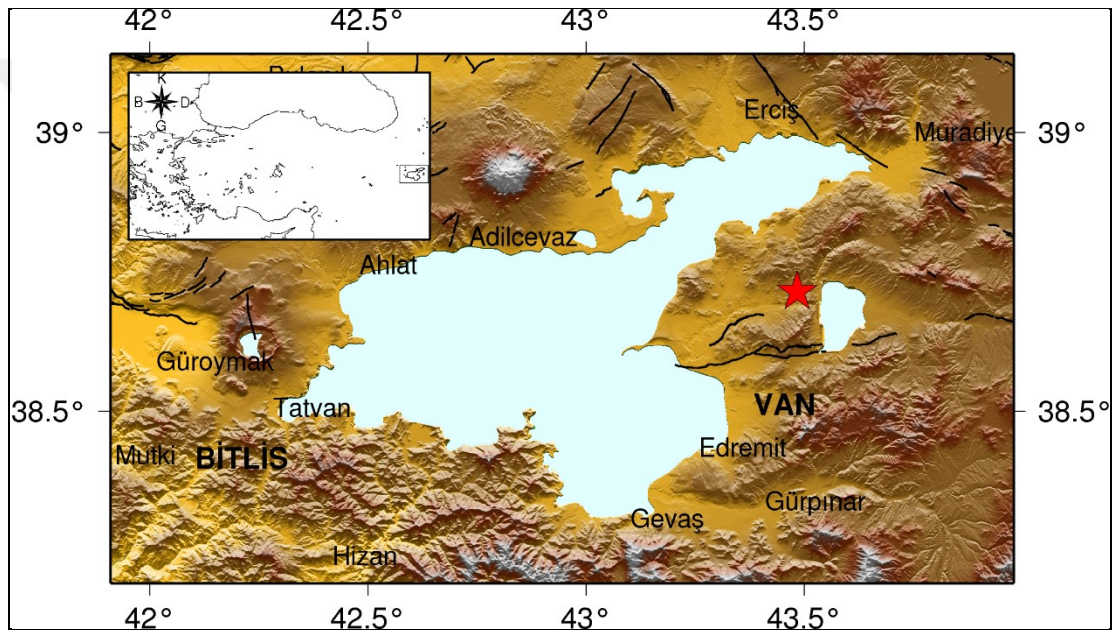 42° 42.5° 43° 43.5°
K
B D
G
Erciş
39° 39°
Muradiye
Adilcevaz
Ahlat
Güroymak
Tatvan
VAN
38.5° 38.5°
Edremit
Mutki BİTLİS
Gürpınar
Gevaş
Hizan
42° 42.5° 43° 43.5°